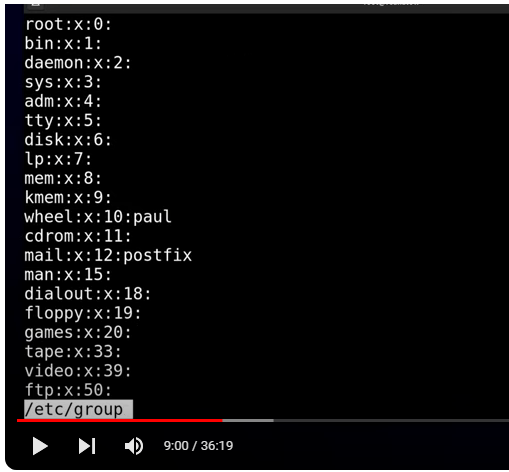 root:x:0:
bin:x:1:
daemon:x:2:
sys:x:3:
adm:x:4:
tty:x:5:
disk:x:6:
lp:x:7:
mem:x:8:
kmem:x:9:
wheel:x:10:paul
cdrom:x:11:
mail:x:12:postfix
man:x:15:
dialout:x:18:
floppy:x:19:
games:x:20:
tape:x:33:
video:x:39:
ftp:x:50:
/etc/group
9:00 / 36:19